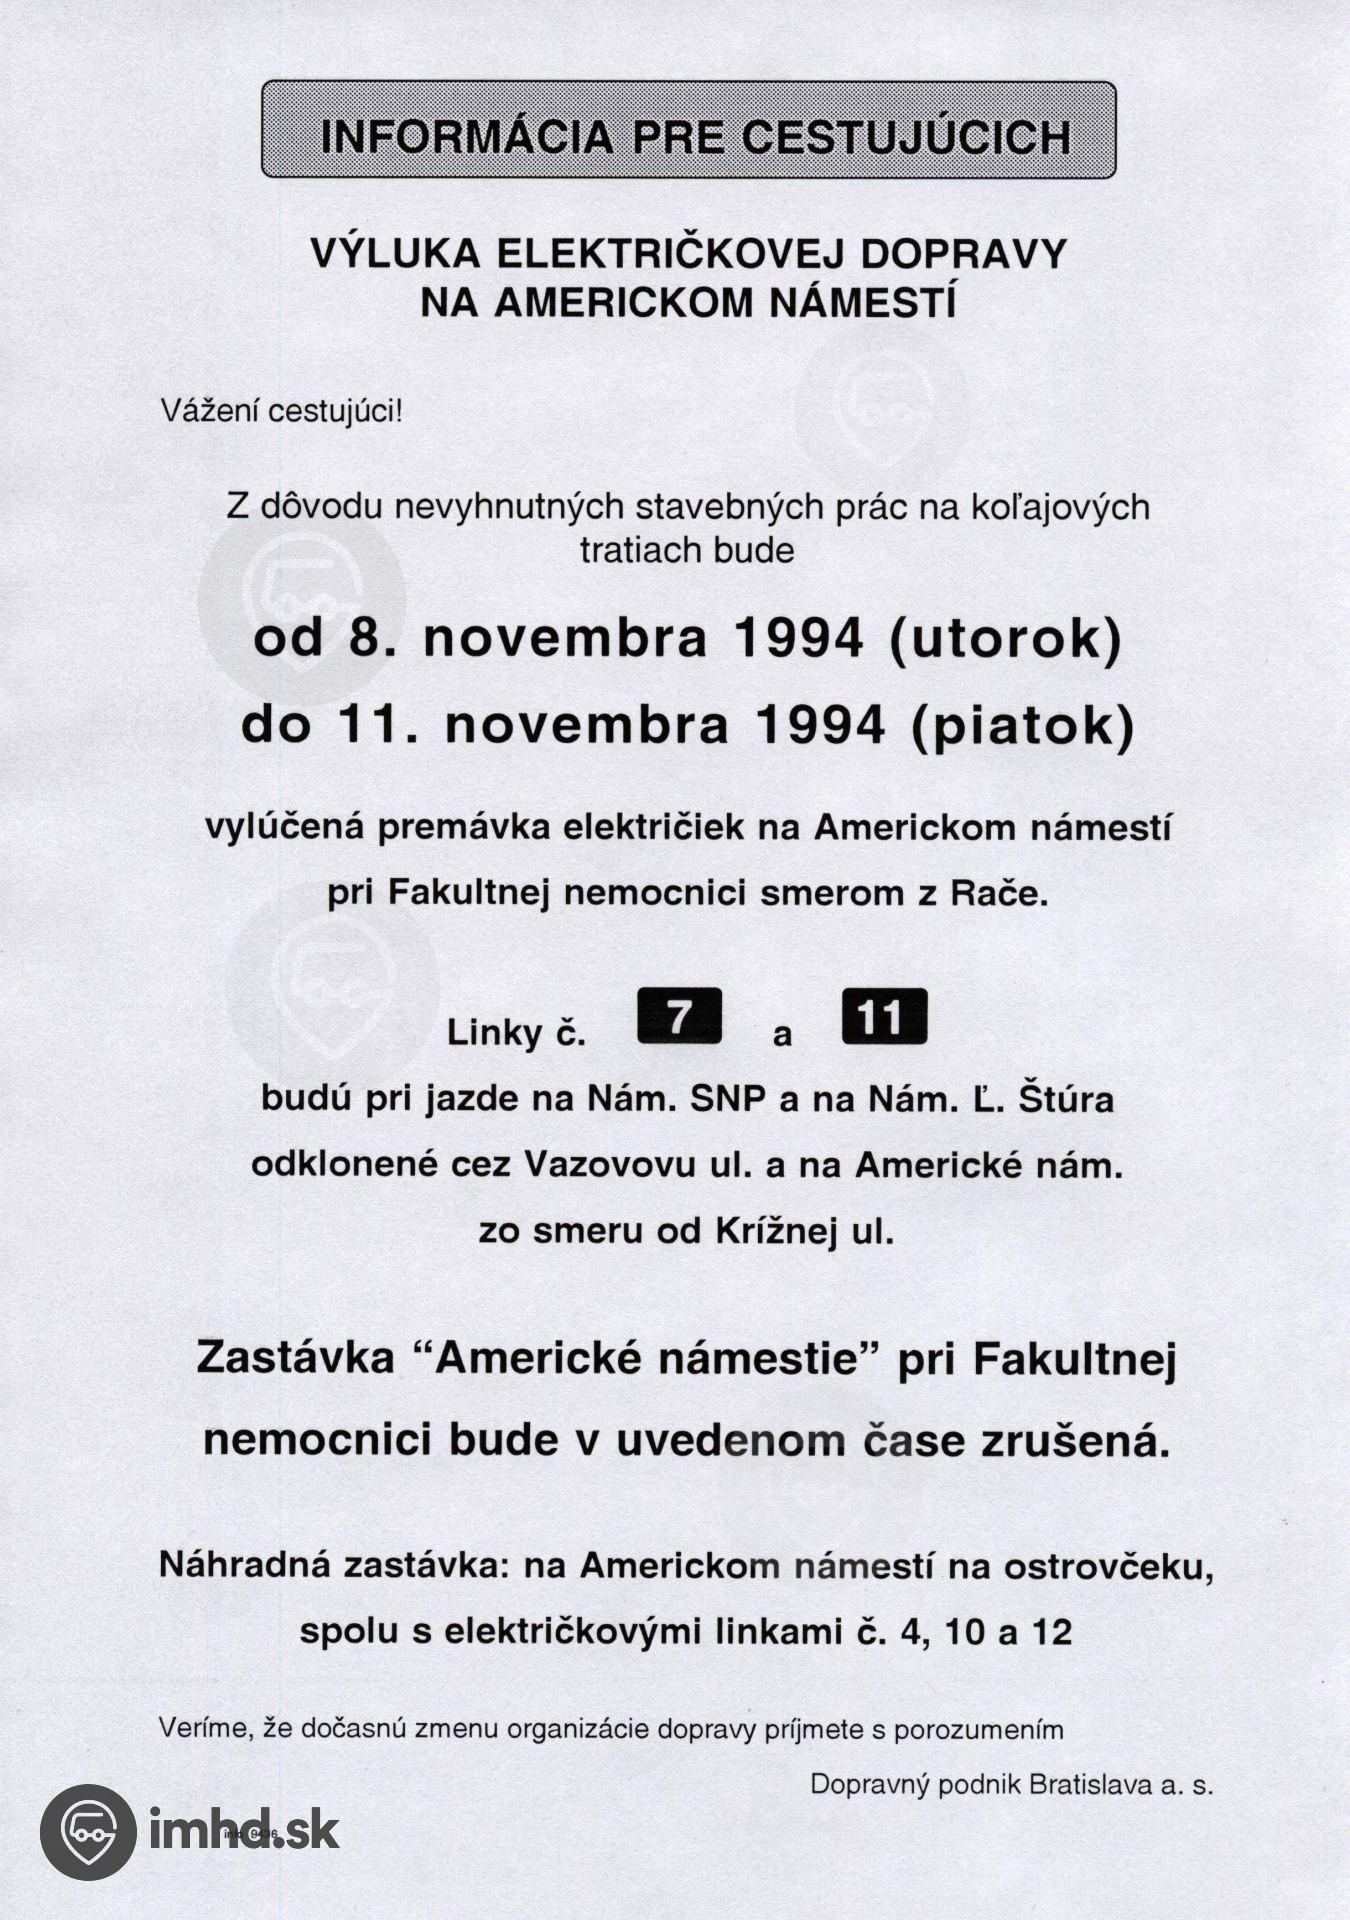 INFORMÁCIA PRE CESTUJÚCICH
VÝLUKA ELEKTRIČKOVEJ DOPRAVY
NA AMERICKOM NÁMESTÍ
Vážení cestujúci!
Z dôvodu nevyhnutných stavebných prác na koľajových
tratiach bude
od 8. novembra 1994 (utorok)
do 11. novembra 1994 (piatok)
vylúčená premávka električiek na Americkom námestí
pri Fakultnej nemocnici smerom z Rače.
Linky č. 7 a 11
budú pri jazde na Nám. SNP a na Nám. Ľ. Štúra
odklonené cez Vazovovu ul. a na Americké nám.
zo smeru od Krížnej ul.
Zastávka “Americké námestie” pri Fakultnej
nemocnici bude v uvedenom čase zrušená.
Náhradná zastávka: na Americkom námestí na ostrovčeku,
spolu s električkovými linkami č. 4, 10 a 12
Veríme, že dočasnú zmenu organizácie dopravy príjmete s porozumením
Dopravný podnik Bratislava a. s.
imhd.sk
info 9436